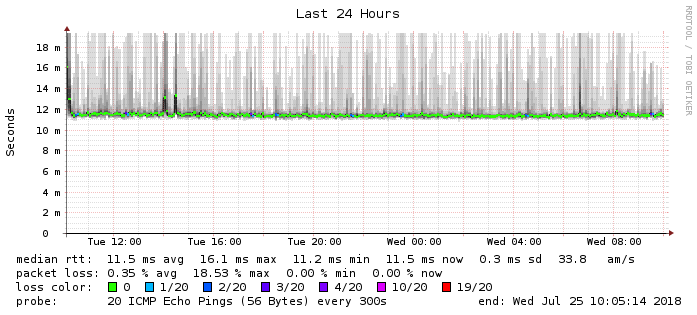 Last 24 Hours
RRDTOOL / TOBI OETIKER
Seconds
18 m
16 m
14 m
12 m
10 m
8 m
6 m
4 m
2 m
0
Tue 12:00 Tue 16:00 Tue 20:00 Wed 00:00 Wed 04:00 Wed 08:00
median rtt: 11.5 ms avg 16.1 ms max 11.2 ms min 11.5 ms now 0.3 ms sd 33.8 am/s
packet loss: 0.35 % avg 18.53 % max 0.00 % min 0.00 % now
loss color: 0 1/20 2/20 3/20 4/20 10/20 19/20
probe: 20 ICMP Echo Pings (56 Bytes) every 300s end: Wed Jul 25 10:05:14 2018